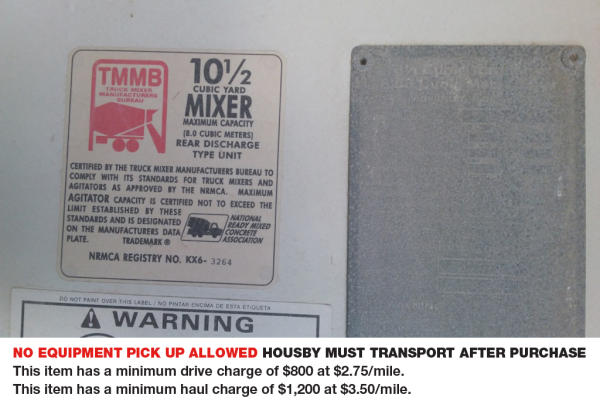 TMMB
TRUCK MIXER
MANUFACTURERS
BUREAU
10½
CUBIC YARD
MIXER
MAXIMUM CAPACITY
(8.0 CUBIC METERS)
REAR DISCHARGE
TYPE UNIT
CERTIFIED BY THE TRUCK MIXER MANUFACTURERS BUREAU TO
COMPLY WITH ITS STANDARDS FOR TRUCK MIXERS AND
AGITATORS AS APPROVED BY THE NRMCA. MAXIMUM
AGITATOR CAPACITY IS CERTIFIED NOT TO EXCEED THE
LIMIT ESTABLISHED BY THESE
STANDARDS AND IS DESIGNATED
ON THE MANUFACTURERS DATA
PLATE. TRADEMARK ®
NATIONAL
READY MIXED
CONCRETE
ASSOCIATION
NRMCA REGISTRY NO. KX6- 3264
DO NOT PAINT OVER THIS LABEL / NO PINTAR ENCIMA DE ESTA ETIQUETA
WARNING
NO EQUIPMENT PICK UP ALLOWED HOUSBY MUST TRANSPORT AFTER PURCHASE
This item has a minimum drive charge of $800 at $2.75/mile.
This item has a minimum haul charge of $1,200 at $3.50/mile.